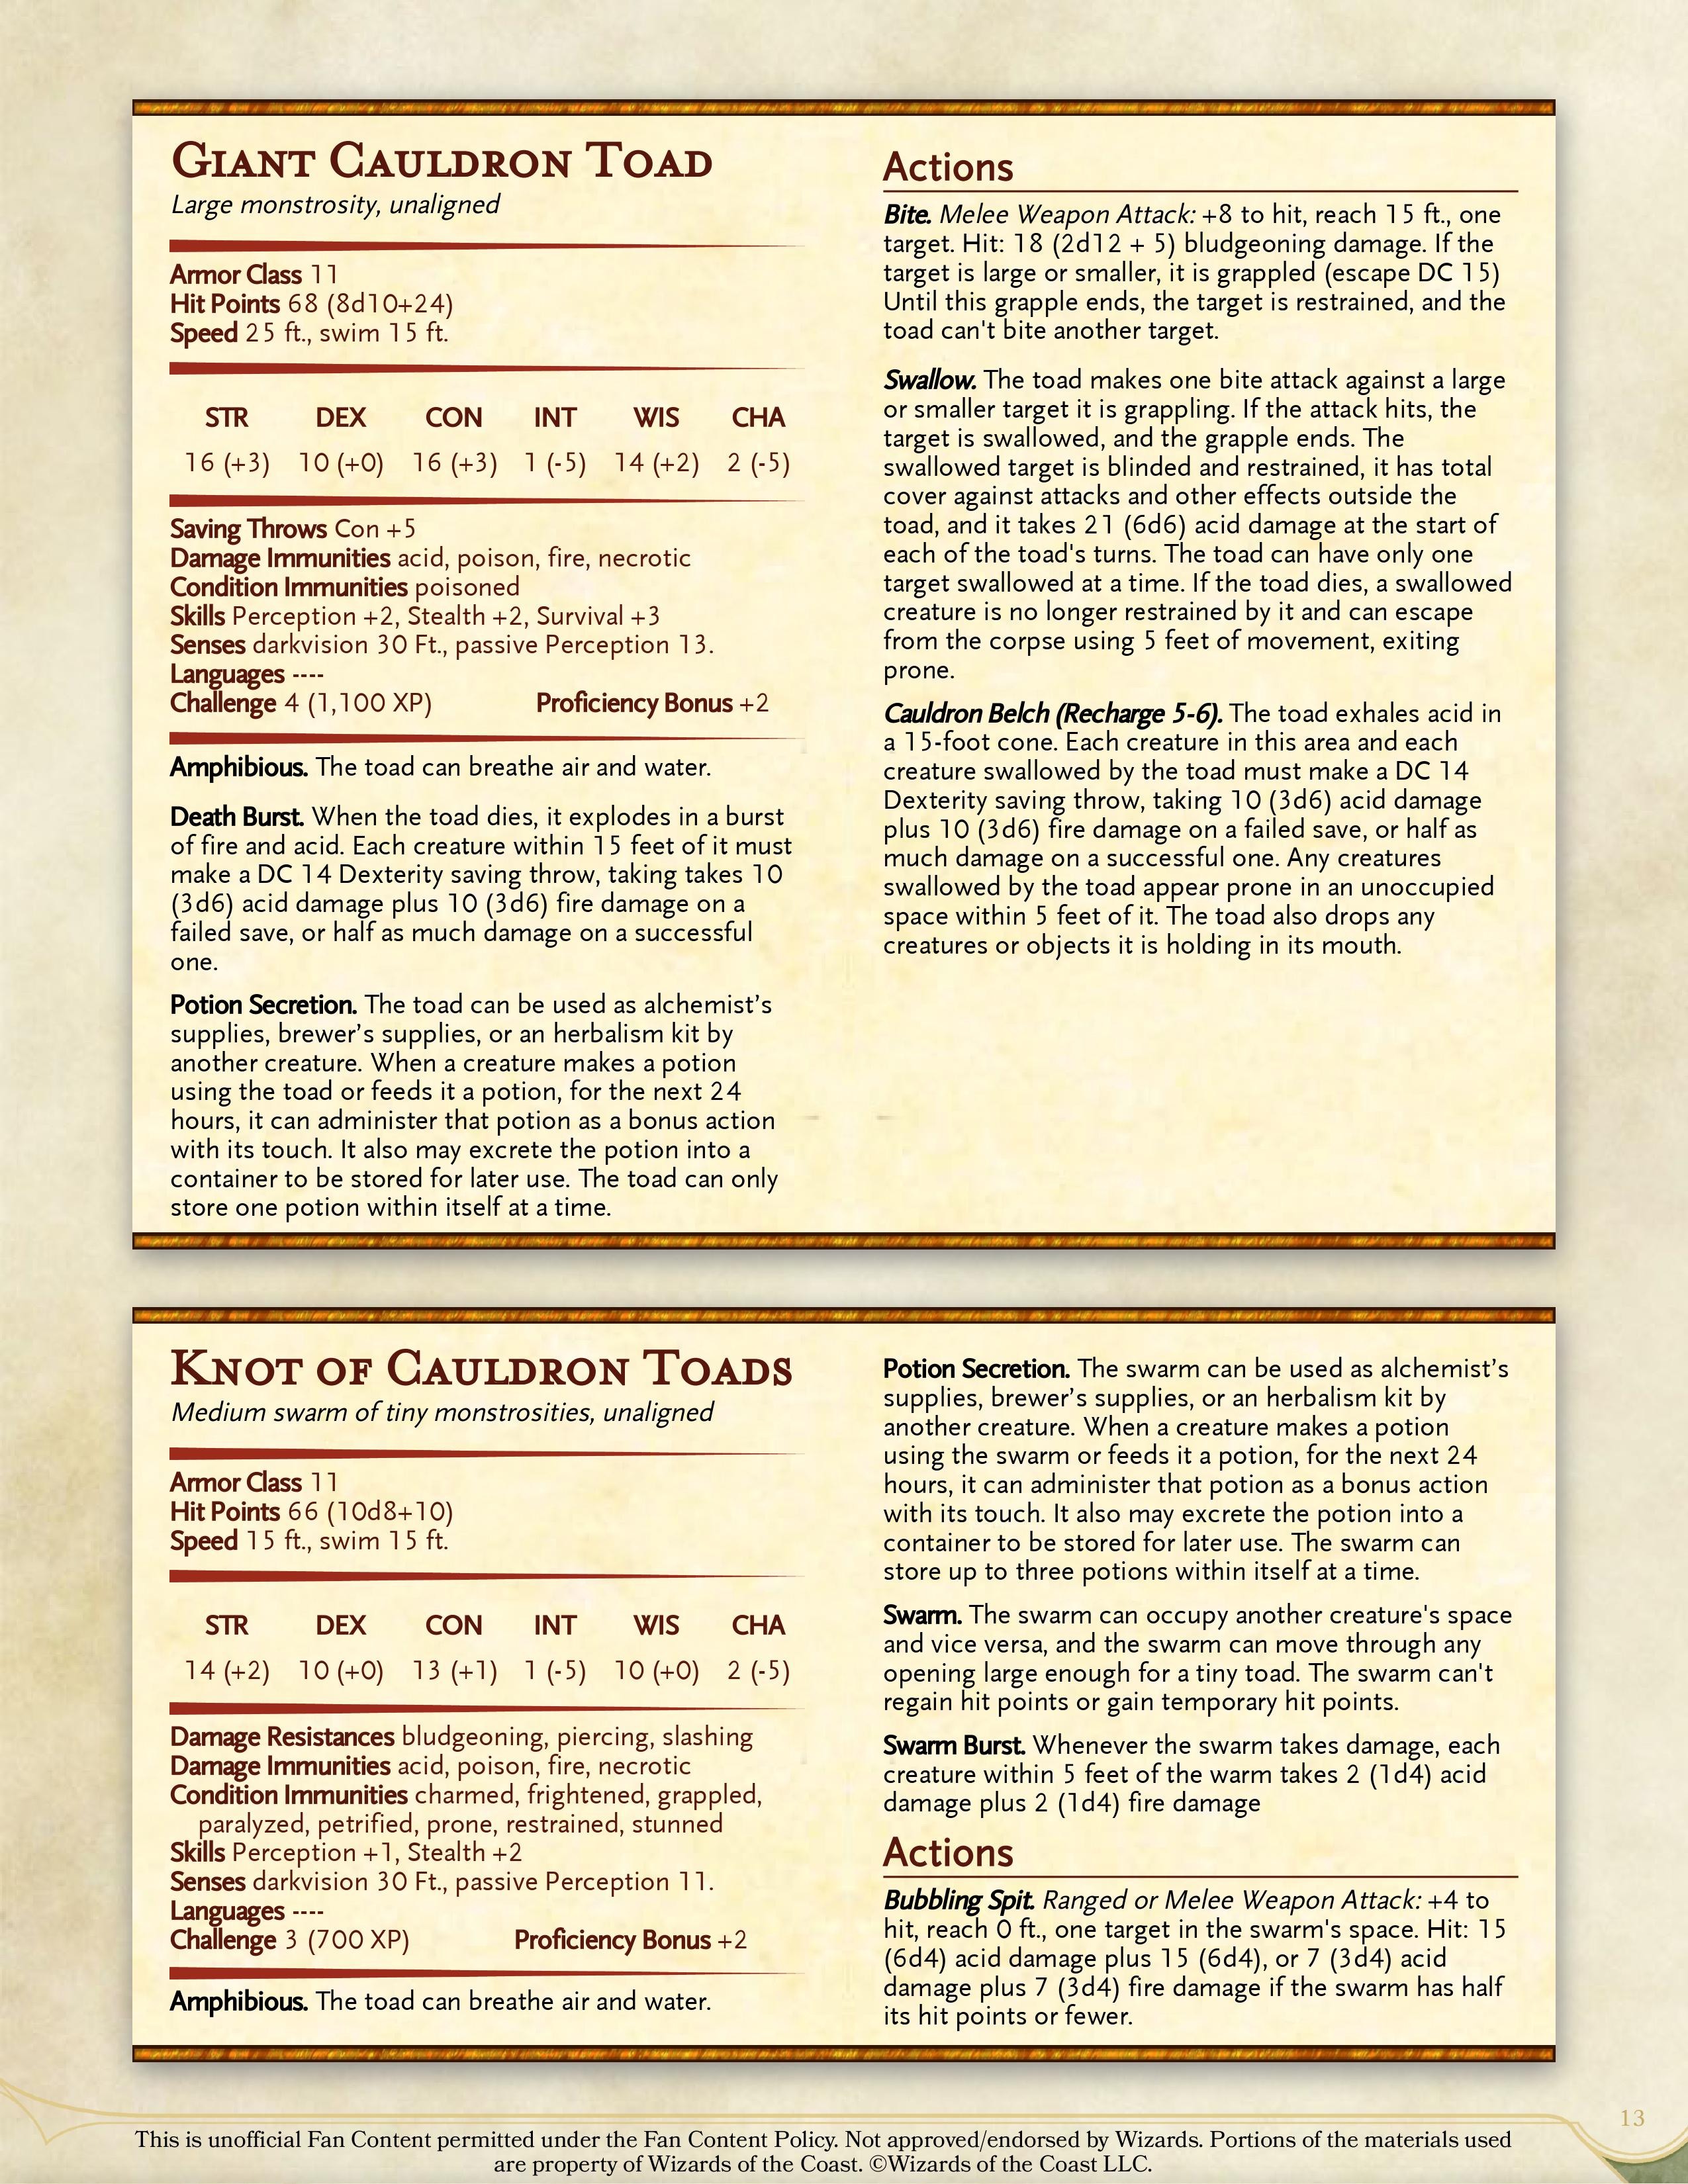 Giant Cauldron Toad
Large monstrosity, unaligned
Armor Class 11
Hit Points 68 (8d10+24)
Speed 25 ft., swim 15 ft.
STR DEX CON INT WIS CHA
16 (+3) 10 (+0) 16 (+3) 1 (-5) 14 (+2) 2 (-5)
Saving Throws Con +5
Damage Immunities acid, poison, fire, necrotic
Condition Immunities poisoned
Skills Perception +2, Stealth +2, Survival +3
Senses darkvision 30 Ft., passive Perception 13.
Languages ----
Challenge 4 (1,100 XP) Proficiency Bonus +2
Amphibious. The toad can breathe air and water.
Death Burst. When the toad dies, it explodes in a burst
of fire and acid. Each creature within 15 feet of it must
make a DC 14 Dexterity saving throw, taking takes 10
(3d6) acid damage plus 10 (3d6) fire damage on a
failed save, or half as much damage on a successful
one.
Potion Secretion. The toad can be used as alchemist’s
supplies, brewer’s supplies, or an herbalism kit by
another creature. When a creature makes a potion
using the toad or feeds it a potion, for the next 24
hours, it can administer that potion as a bonus action
with its touch. It also may excrete the potion into a
container to be stored for later use. The toad can only
store one potion within itself at a time.
Actions
Bite. Melee Weapon Attack: +8 to hit, reach 15 ft., one
target. Hit: 18 (2d12 + 5) bludgeoning damage. If the
target is large or smaller, it is grappled (escape DC 15)
Until this grapple ends, the target is restrained, and the
toad can't bite another target.
Swallow. The toad makes one bite attack against a large
or smaller target it is grappling. If the attack hits, the
target is swallowed, and the grapple ends. The
swallowed target is blinded and restrained, it has total
cover against attacks and other effects outside the
toad, and it takes 21 (6d6) acid damage at the start of
each of the toad's turns. The toad can have only one
target swallowed at a time. If the toad dies, a swallowed
creature is no longer restrained by it and can escape
from the corpse using 5 feet of movement, exiting
prone.
Cauldron Belch (Recharge 5-6). The toad exhales acid in
a 15-foot cone. Each creature in this area and each
creature swallowed by the toad must make a DC 14
Dexterity saving throw, taking 10 (3d6) acid damage
plus 10 (3d6) fire damage on a failed save, or half as
much damage on a successful one. Any creatures
swallowed by the toad appear prone in an unoccupied
space within 5 feet of it. The toad also drops any
creatures or objects it is holding in its mouth.
Knot of Cauldron Toads
Medium swarm of tiny monstrosities, unaligned
Armor Class 11
Hit Points 66 (10d8+10)
Speed 15 ft., swim 15 ft.
STR DEX CON INT WIS CHA
14 (+2) 10 (+0) 13 (+1) 1 (-5) 10 (+0) 2 (-5)
Damage Resistances bludgeoning, piercing, slashing
Damage Immunities acid, poison, fire, necrotic
Condition Immunities charmed, frightened, grappled,
paralyzed, petrified, prone, restrained, stunned
Skills Perception +1, Stealth +2
Senses darkvision 30 Ft., passive Perception 11.
Languages ----
Challenge 3 (700 XP) Proficiency Bonus +2
Amphibious. The toad can breathe air and water.
Potion Secretion. The swarm can be used as alchemist’s
supplies, brewer’s supplies, or an herbalism kit by
another creature. When a creature makes a potion
using the swarm or feeds it a potion, for the next 24
hours, it can administer that potion as a bonus action
with its touch. It also may excrete the potion into a
container to be stored for later use. The swarm can
store up to three potions within itself at a time.
Swarm. The swarm can occupy another creature's space
and vice versa, and the swarm can move through any
opening large enough for a tiny toad. The swarm can't
regain hit points or gain temporary hit points.
Swarm Burst. Whenever the swarm takes damage, each
creature within 5 feet of the warm takes 2 (1d4) acid
damage plus 2 (1d4) fire damage
Actions
Bubbling Spit. Ranged or Melee Weapon Attack: +4 to
hit, reach 0 ft., one target in the swarm's space. Hit: 15
(6d4) acid damage plus 15 (6d4), or 7 (3d4) acid
damage plus 7 (3d4) fire damage if the swarm has half
its hit points or fewer.
13
This is unofficial Fan Content permitted under the Fan Content Policy. Not approved/endorsed by Wizards. Portions of the materials used
are property of Wizards of the Coast. ©Wizards of the Coast LLC.